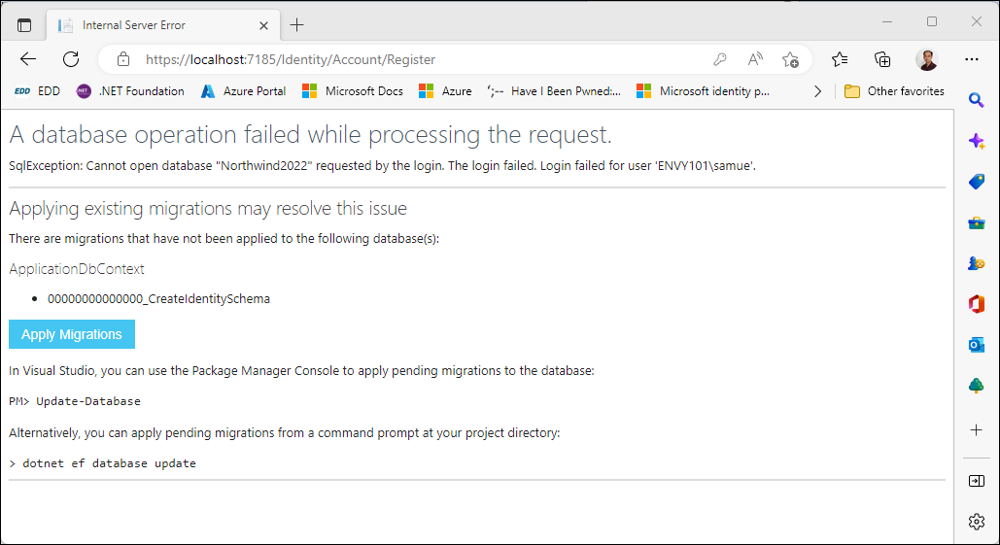 Internal Server Error
https://localhost:7185/Identity/Account/Register
EDD EDD .NET .NET Foundation Azure Portal Microsoft Docs Azure ';-- Have I Been Pwned:... Microsoft identity p... Other favorites
A database operation failed while processing the request.
SqlException: Cannot open database "Northwind2022" requested by the login. The login failed. Login failed for user 'ENVY101\samue'.
Applying existing migrations may resolve this issue
There are migrations that have not been applied to the following database(s):
ApplicationDbContext
• 00000000000000_CreateIdentitySchema
Apply Migrations
In Visual Studio, you can use the Package Manager Console to apply pending migrations to the database:
PM> Update-Database
Alternatively, you can apply pending migrations from a command prompt at your project directory:
> dotnet ef database update